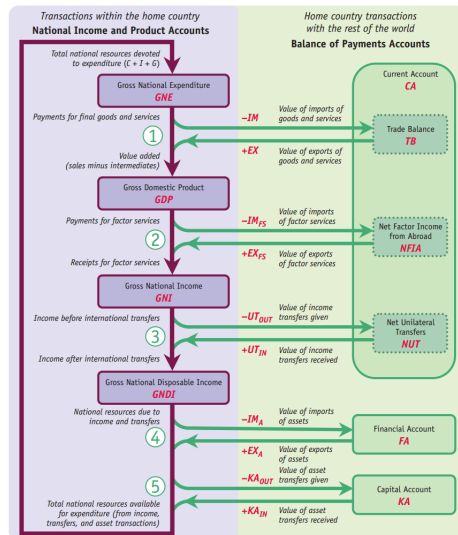 Transactions within the home country
National Income and Product Accounts
Home country transactions
with the rest of the world
Balance of Payments Accounts
Total national resources devoted
to expenditure (C + I + G)
Current Account
CA
Gross National Expenditure
GNE
Payments for final goods and services
1
–IM
Value of imports of
goods and services
Trade Balance
TB
+EX
Value of exports of
goods and services
Value added
(sales minus intermediates)
Gross Domestic Product
GDP
Payments for factor services
2
–IMFS
Value of imports
of factor services
Net Factor Income
from Abroad
NFIA
+EXFS
Value of exports
of factor services
Receipts for factor services
Gross National Income
GNI
Income before international transfers
3
–UTOUT
Value of income
transfers given
Net Unilateral
Transfers
NUT
+UTIN
Value of income
transfers received
Income after international transfers
Gross National Disposable Income
GNDI
National resources due to
income and transfers
4
–IMA
Value of imports
of assets
Financial Account
FA
+EXA
Value of exports
of assets
5
–KAOUT
Value of asset
transfers given
Capital Account
KA
+KAIN
Value of asset
transfers received
Total national resources available
for expenditure (from income,
transfers, and asset transactions)